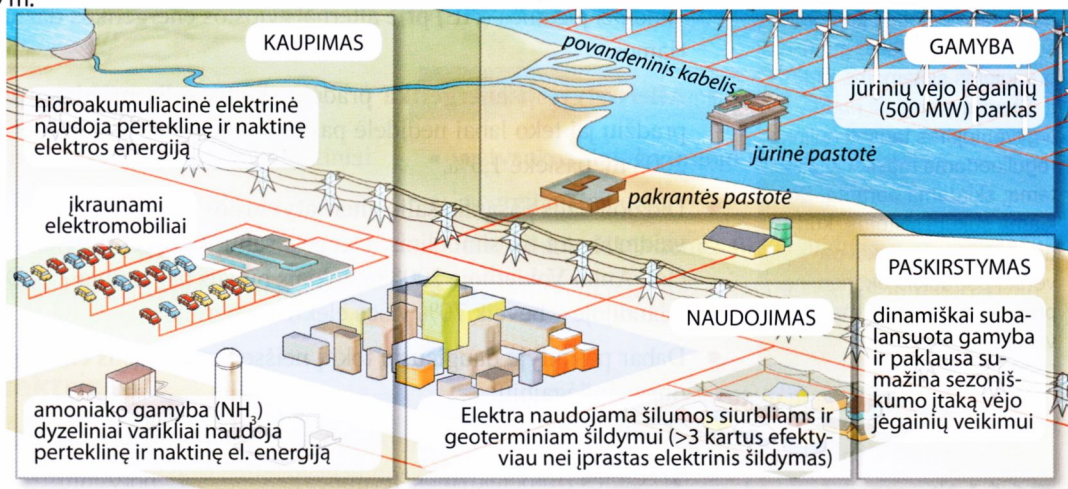 KAUPIMAS
hidroakumuliacinė elektrinė
naudoja perteklinę ir naktinę
elektros energiją
įkraunami
elektromobiliai
amoniako gamyba (NH₃)
dyzeliniai varikliai naudoja
perteklinę ir naktinę el. energiją
povandeninis kabelis
jūrinė pastotė
pakrantės pastotė
GAMYBA
jūrinių vėjo jėgainių
(500 MW) parkas
NAUDOJIMAS
Elektra naudojama šilumos siurbliams ir
geoterminiam šildymui (>3 kartus efekty-
viau nei įprastas elektrinis šildymas)
PASKIRSTYMAS
dinamiškai suba-
lansuota gamyba
ir paklausa su-
mažina sezoniš-
kumo įtaką vėjo
jėgainių veikimui